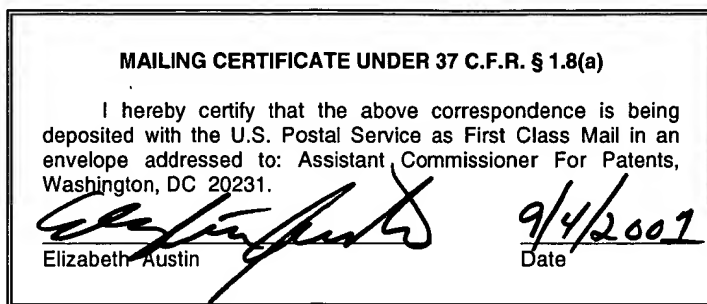 MAILING CERTIFICATE UNDER 37 C.F.R. § 1.8(a)
I hereby certify that the above correspondence is being
deposited with the U.S. Postal Service as First Class Mail in an
envelope addressed to: Assistant Commissioner For Patents,
Washington, DC 20231.
9/4/2001
Elizabeth Austin
Date